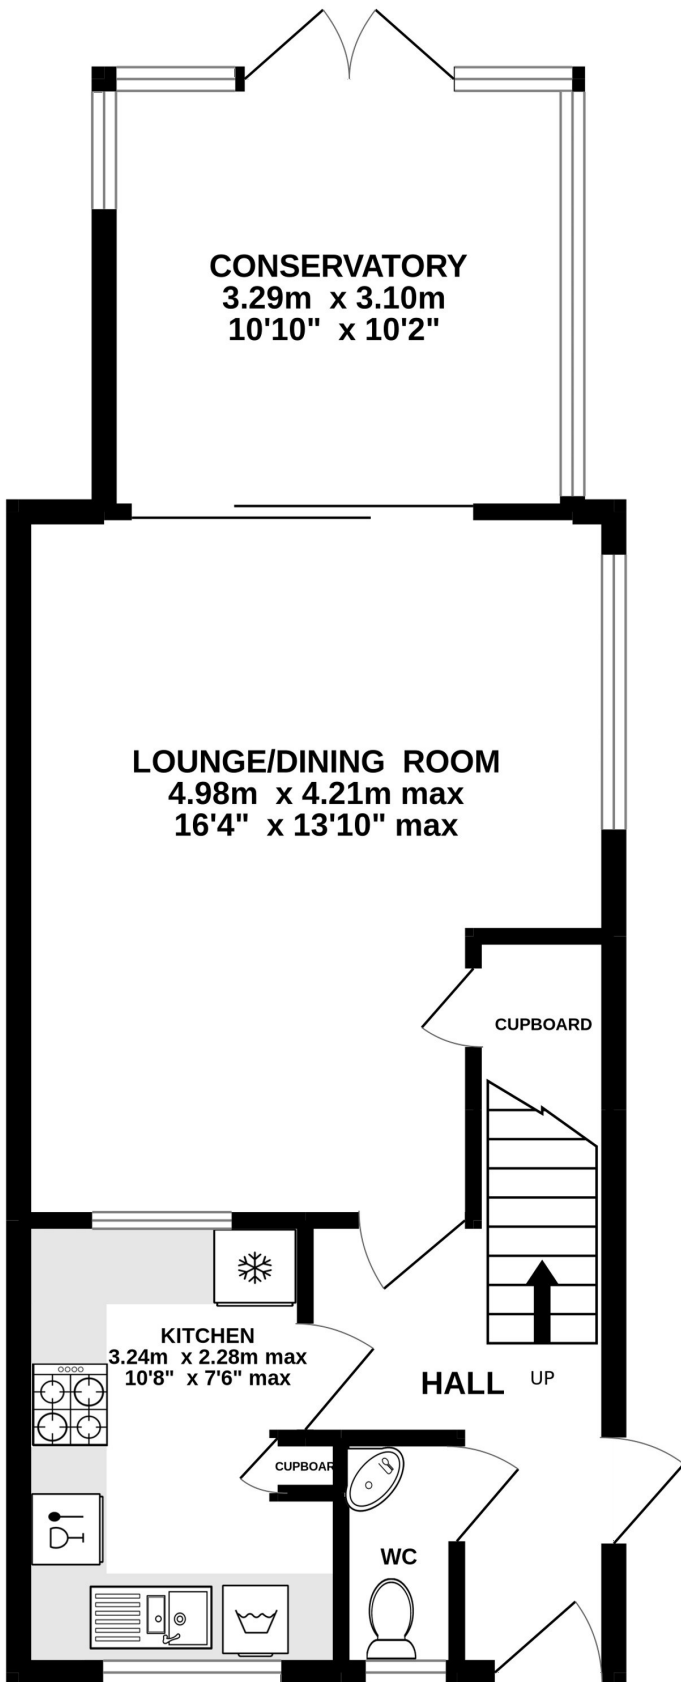 CONSERVATORY
3.29m x 3.10m
10'10" x 10'2"
LOUNGE/DINING ROOM
4.98m x 4.21m max
16'4" x 13'10" max
CUPBOARD
KITCHEN
3.24m x 2.28m max
10'8" x 7'6" max
HALL
UP
CUPBOAR
WC